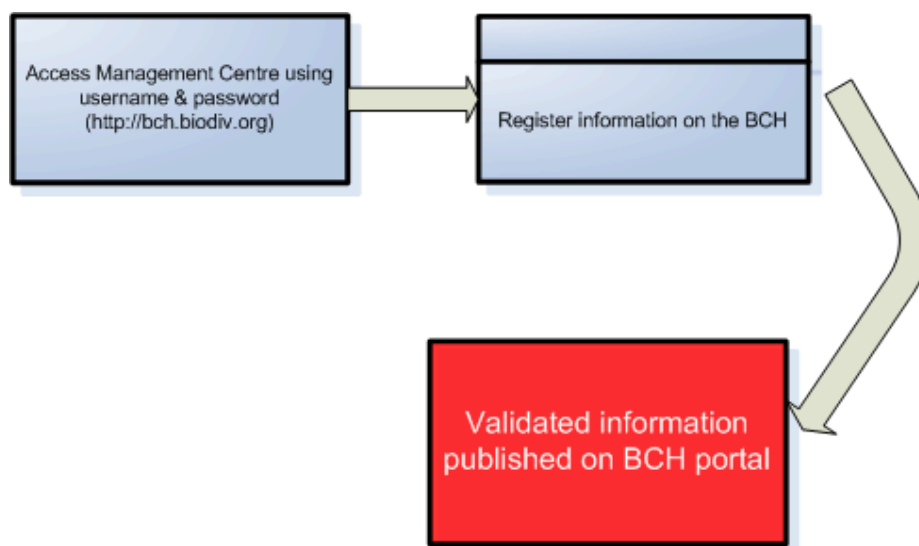 Access Management Centre using
username & password
(http://bch.biodiv.org)
Register information on the BCH
Validated information
published on BCH portal